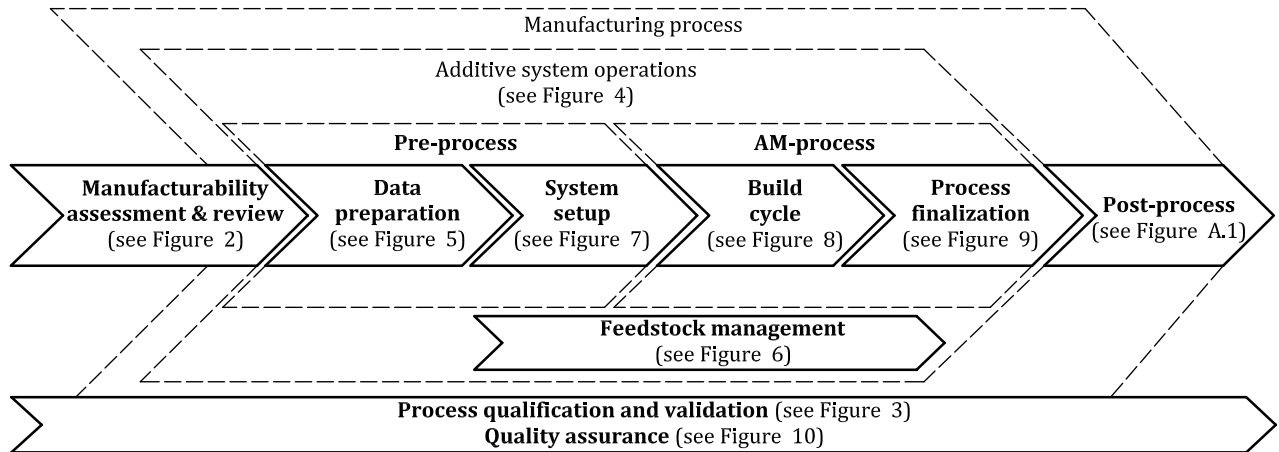 Manufacturing process
Additive system operations
(see Figure 4)
Pre-process
AM-process
Manufacturability
assessment & review
(see Figure 2)
Data
preparation
(see Figure 5)
System
setup
(see Figure 7)
Build
cycle
(see Figure 8)
Process
finalization
(see Figure 9)
Post-process
(see Figure A.1)
Feedstock management
(see Figure 6)
Process qualification and validation (see Figure 3)
Quality assurance (see Figure 10)